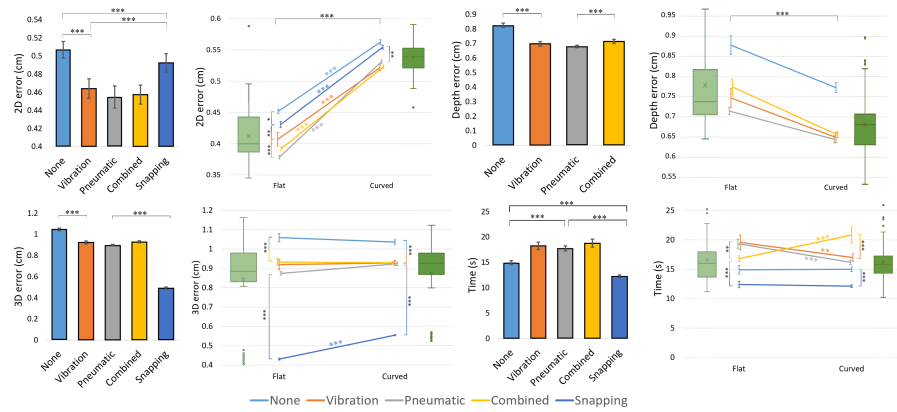 ***
0.54
0.52
0.5
0.48
0.46
0.44
0.42
0.4
2D error (cm)
***
***
None
Vibration
Pneumatic
Combined
Snapping
0.6
0.55
0.5
0.45
0.4
0.35
2D error (cm)
***
***
***
***
***
Flat
Curved
0.9
0.8
0.7
0.6
0.5
0.4
0.3
0.2
0.1
0
Depth error (cm)
***
***
None
Vibration
Pneumatic
Combined
0.95
0.9
0.85
0.8
0.75
0.7
0.65
0.6
0.55
Depth error (cm)
***
Flat
Curved
1.2
1
0.8
0.6
0.4
0.2
0
3D error (cm)
***
***
None
Vibration
Pneumatic
Combined
Snapping
1.2
1.1
1
0.9
0.8
0.7
0.6
0.5
0.4
3D error (cm)
***
***
***
***
***
Flat
Curved
25
20
15
10
5
0
Time (s)
***
***
***
None
Vibration
Pneumatic
Combined
Snapping
25
20
15
10
5
0
Time (s)
***
**
***
***
***
***
***
Flat
Curved
None
Vibration
Pneumatic
Combined
Snapping